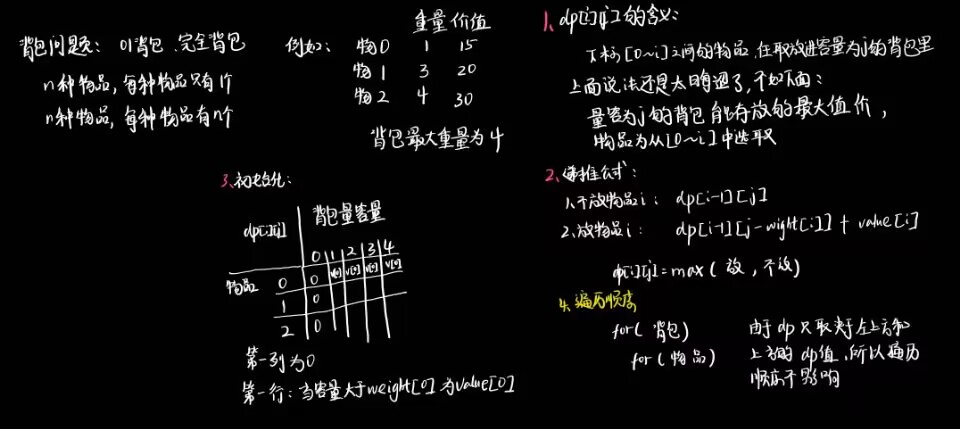 背包问题: 01背包、完全背包
n种物品, 每种物品只有1个
n种物品, 每种物品有n个
例如:
重量 价值
物0 1 15
物1 3 20
物2 4 30
背包最大重量为4
1、dp[i][j]的含义:
下标[0~i]之间的物品, 任取放进容量为j的背包里
上面说法还是太普通了, 不如下面:
量容为j的背包能存放的最大值价,
物品为从[0~i]中选取
2、递推公式:
1.不放物品i: dp[i-1][j]
2.放物品i: dp[i-1][j-wight[i]] + value[i]
dp[i][j]=max(放, 不放)
3、初始化:
dp[i][j] 背包量容量
0 1 2 3 4
物品 0 0 v[0] v[0] v[0] v[0]
1 0
2 0
第一列为0
第一行: 当容量大于weight[0]为value[0]
4、遍历顺序
for(背包)
for(物品)
由于dp只取决于左上方和
上方的dp值, 所以遍历
顺序不影响